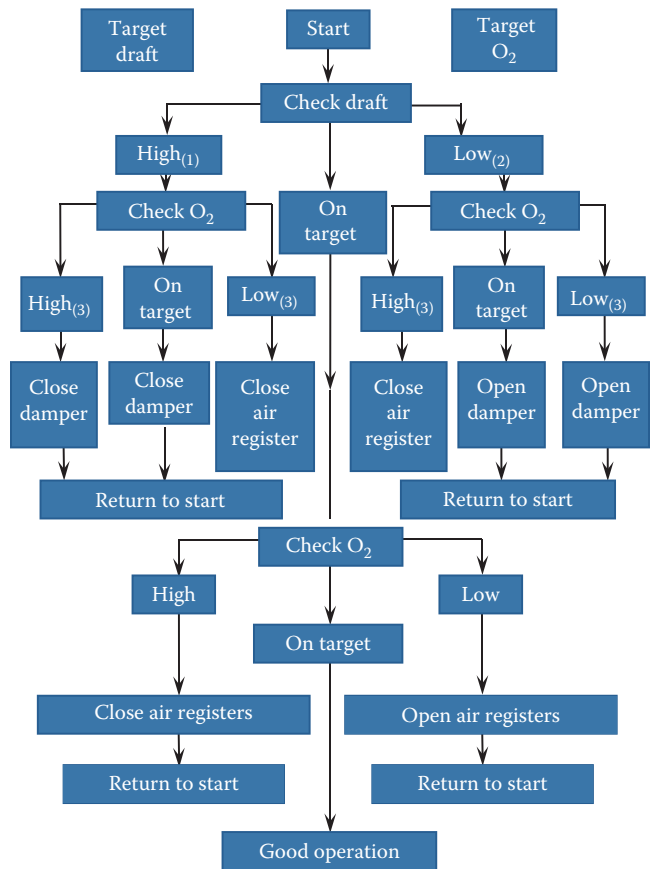 Target
draft
Start
Target
O₂
Check draft
High₍₁₎
Low₍₂₎
Check O₂
On
target
Check O₂
High₍₃₎
On
target
Low₍₃₎
High₍₃₎
On
target
Low₍₃₎
Close
damper
Close
damper
Close
air
register
Close
air
register
Open
damper
Open
damper
Return to start
Return to start
Check O₂
High
Low
On target
Close air registers
Open air registers
Return to start
Return to start
Good operation